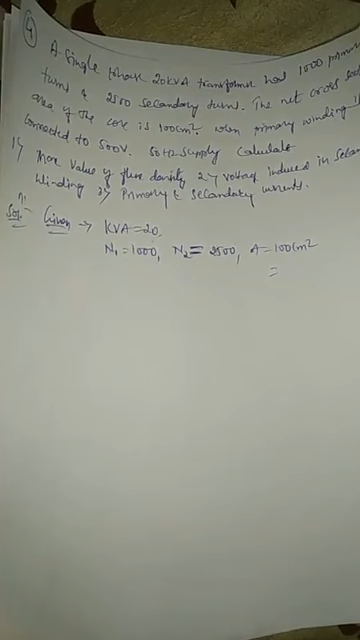 4
A Single phase 20KVA transformer has 1000 primary
turns & 2500 secondary turns. The net cross
area of the core is 100cm². when primary winding is
Connected to 500V. 50Hz supply calculate
1) Max Value of flux density 2) voltage Induced in
Winding 3) Primary & Secondary currents.
Sol:- Given → KVA=20.
N₁=1000, N₂=2500, A=100cm²
=